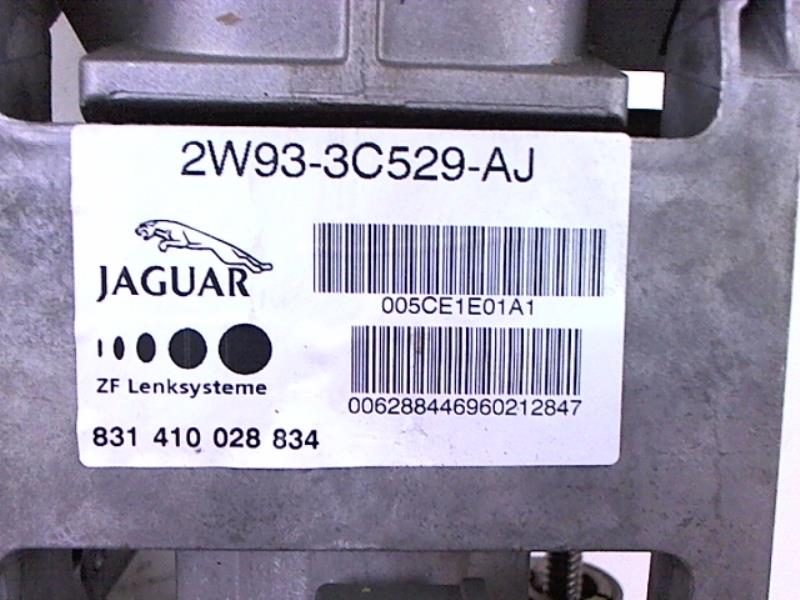 2W93-3C529-AJ
JAGUAR
005CE1E01A1
ZF Lenksysteme
006288446960212847
831 410 028 834